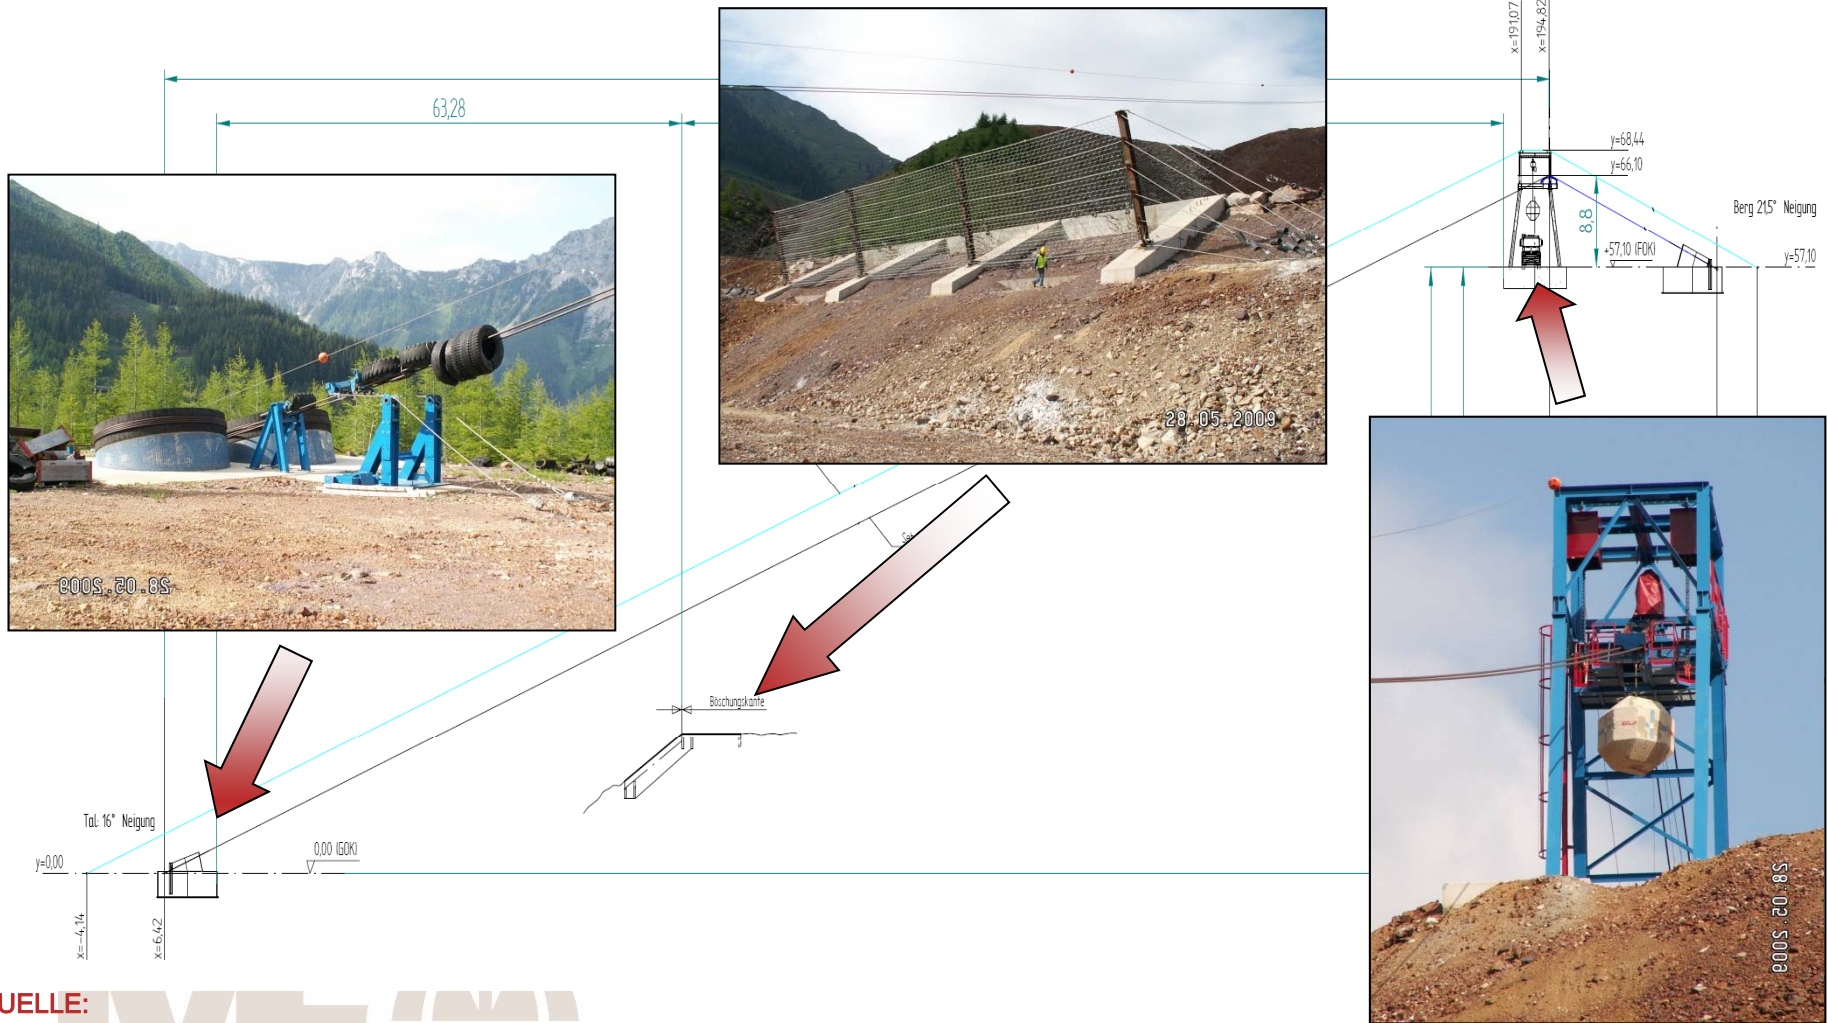 x=191,07
x=194,82
63,28
y=68,44
y=66,10
8,8
Berg 21,5° Neigung
+57,10 (FOK)
y=57,10
28.05.2009
28.05.2009
Böschungskante
Tal: 16° Neigung
y=0,00
0,00 (GOK)
x=-4,14
x=6,42
28.05.2009
UELLE: